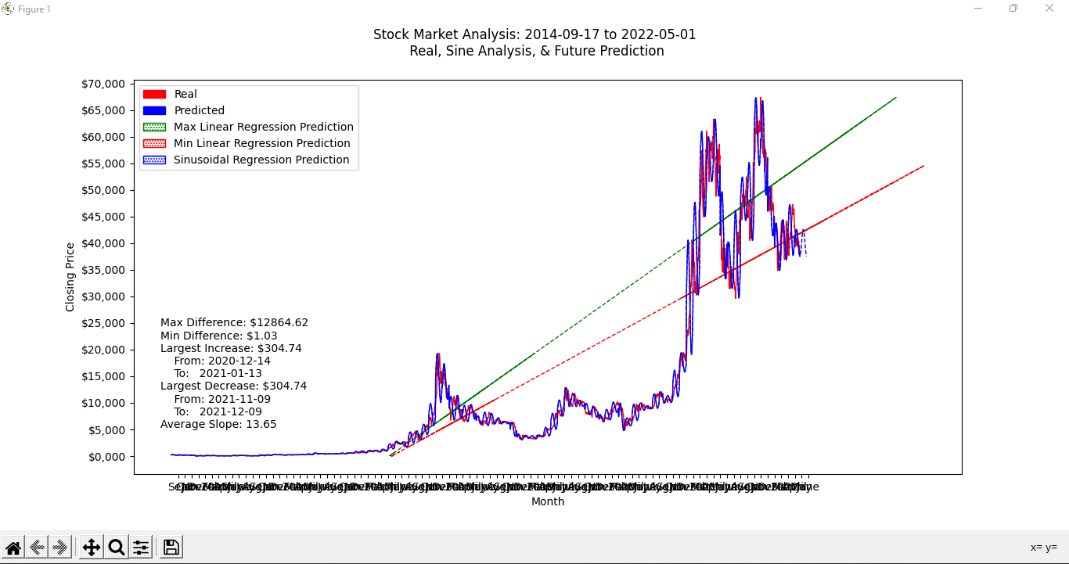 Figure 1
Stock Market Analysis: 2014-09-17 to 2022-05-01
Real, Sine Analysis, & Future Prediction
Real
Predicted
Max Linear Regression Prediction
Min Linear Regression Prediction
Sinusoidal Regression Prediction
$70,000
$65,000
$60,000
$55,000
$50,000
$45,000
$40,000
$35,000
$30,000
$25,000
$20,000
$15,000
$10,000
$5,000
$0,000
Closing Price
Max Difference: $12864.62
Min Difference: $1.03
Largest Increase: $304.74
From: 2020-12-14
To: 2021-01-13
Largest Decrease: $304.74
From: 2021-11-09
To: 2021-12-09
Average Slope: 13.65
Month
x= y=